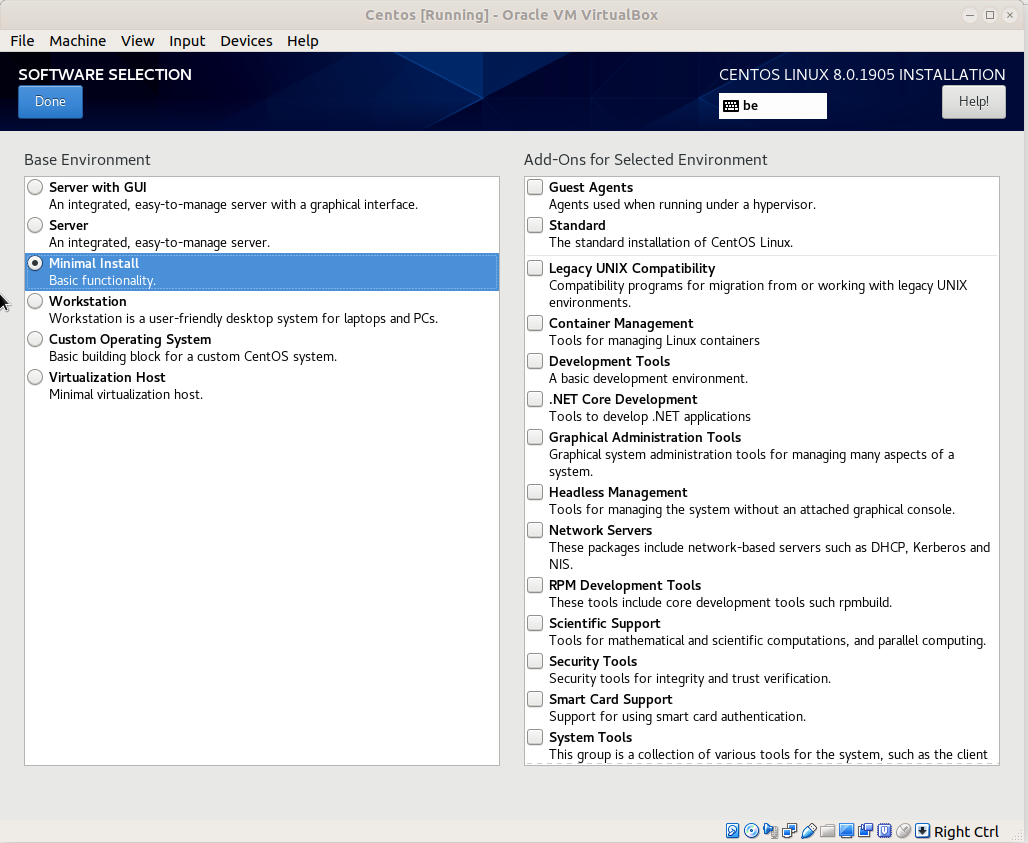 Centos [Running] - Oracle VM VirtualBox
File Machine View Input Devices Help
SOFTWARE SELECTION
CENTOS LINUX 8.0.1905 INSTALLATION
Done
be
Help!
Base Environment
Server with GUI
An integrated, easy-to-manage server with a graphical interface.
Server
An integrated, easy-to-manage server.
Minimal Install
Basic functionality.
Workstation
Workstation is a user-friendly desktop system for laptops and PCs.
Custom Operating System
Basic building block for a custom CentOS system.
Virtualization Host
Minimal virtualization host.
Add-Ons for Selected Environment
Guest Agents
Agents used when running under a hypervisor.
Standard
The standard installation of CentOS Linux.
Legacy UNIX Compatibility
Compatibility programs for migration from or working with legacy UNIX
environments.
Container Management
Tools for managing Linux containers
Development Tools
A basic development environment.
.NET Core Development
Tools to develop .NET applications
Graphical Administration Tools
Graphical system administration tools for managing many aspects of a
system.
Headless Management
Tools for managing the system without an attached graphical console.
Network Servers
These packages include network-based servers such as DHCP, Kerberos and
NIS.
RPM Development Tools
These tools include core development tools such rpmbuild.
Scientific Support
Tools for mathematical and scientific computations, and parallel computing.
Security Tools
Security tools for integrity and trust verification.
Smart Card Support
Support for using smart card authentication.
System Tools
This group is a collection of various tools for the system, such as the client
Right Ctrl